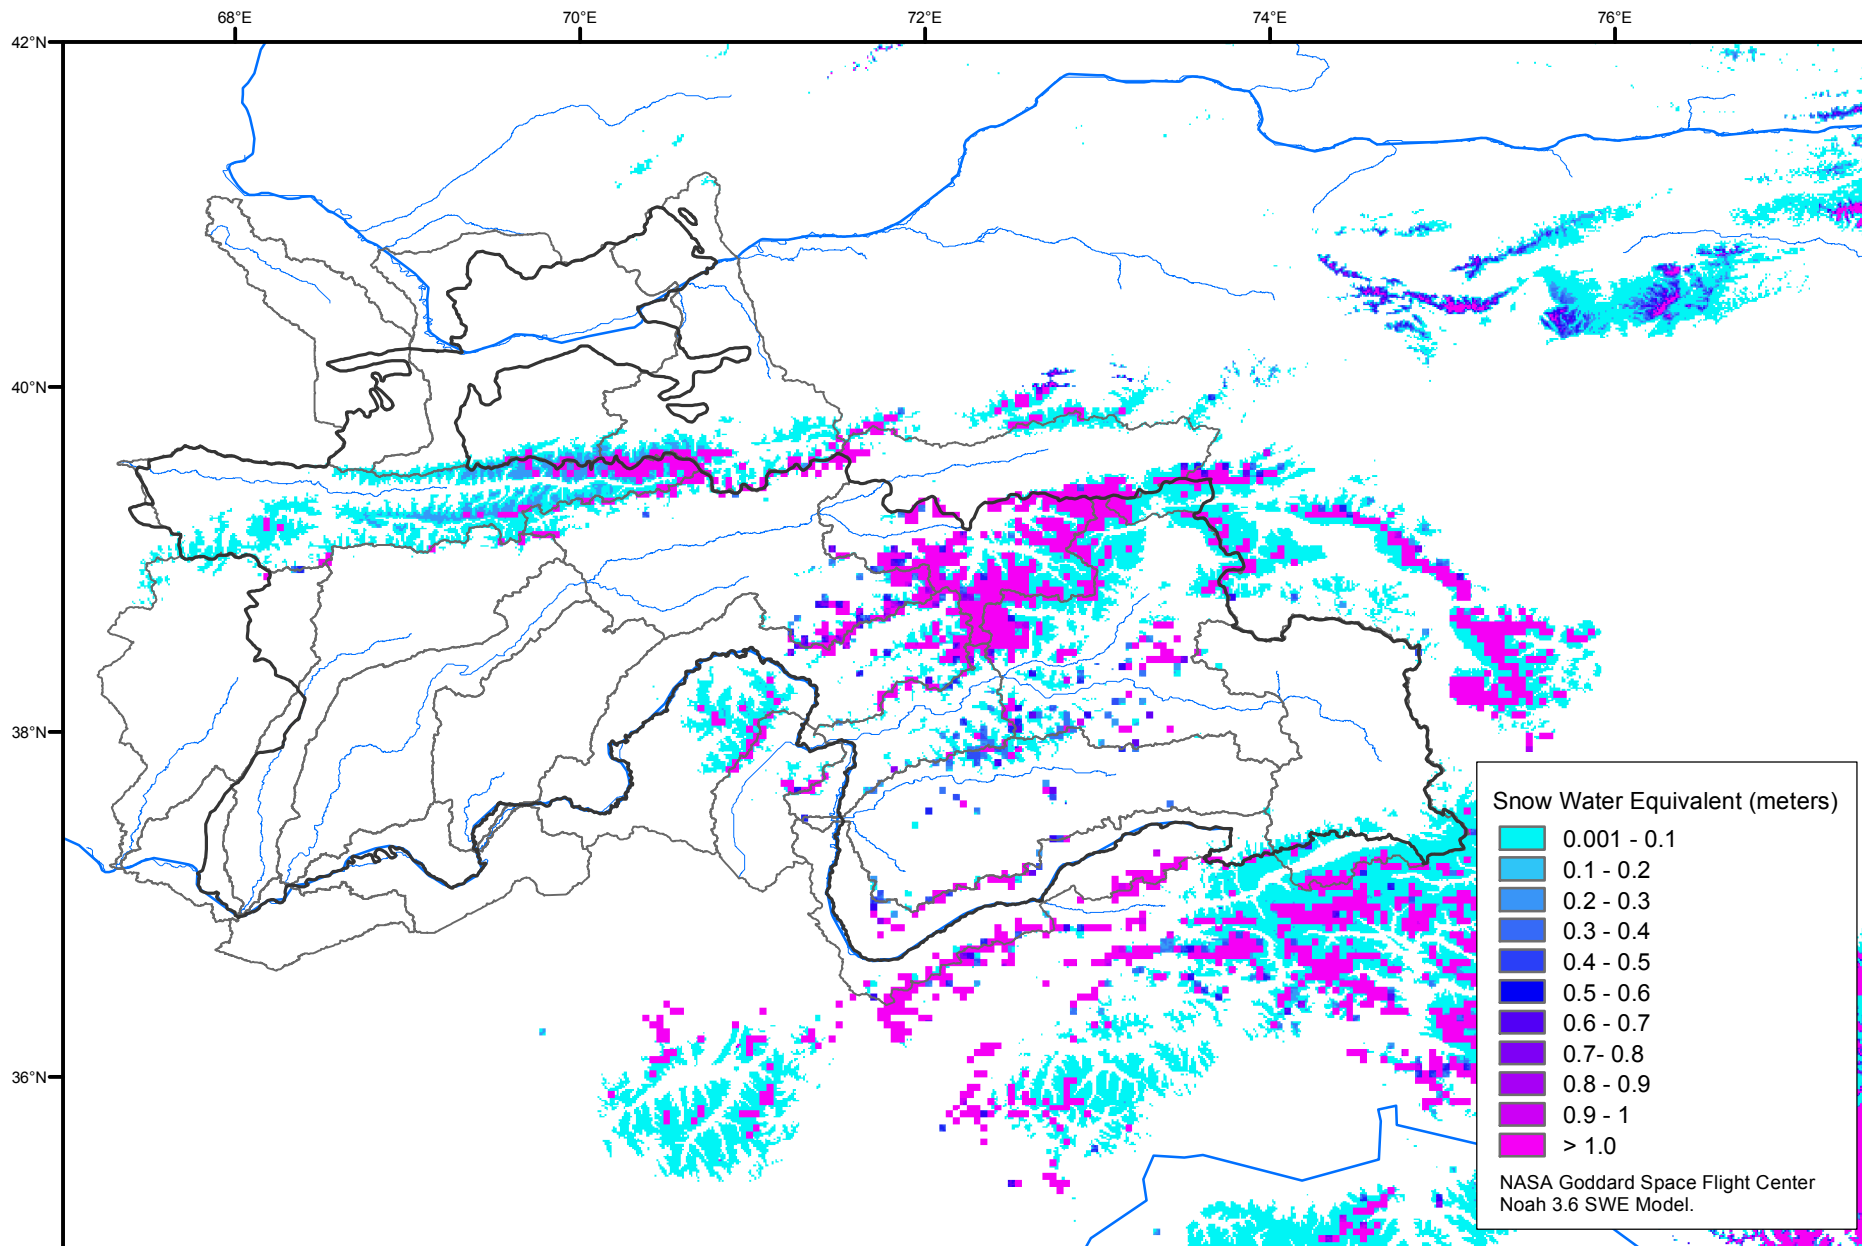 68°E
70°E
72°E
74°E
76°E
42°N
40°N
38°N
36°N
Snow Water Equivalent (meters)
0.001 - 0.1
0.1 - 0.2
0.2 - 0.3
0.3 - 0.4
0.4 - 0.5
0.5 - 0.6
0.6 - 0.7
0.7- 0.8
0.8 - 0.9
0.9 - 1
> 1.0
NASA Goddard Space Flight Center
Noah 3.6 SWE Model.